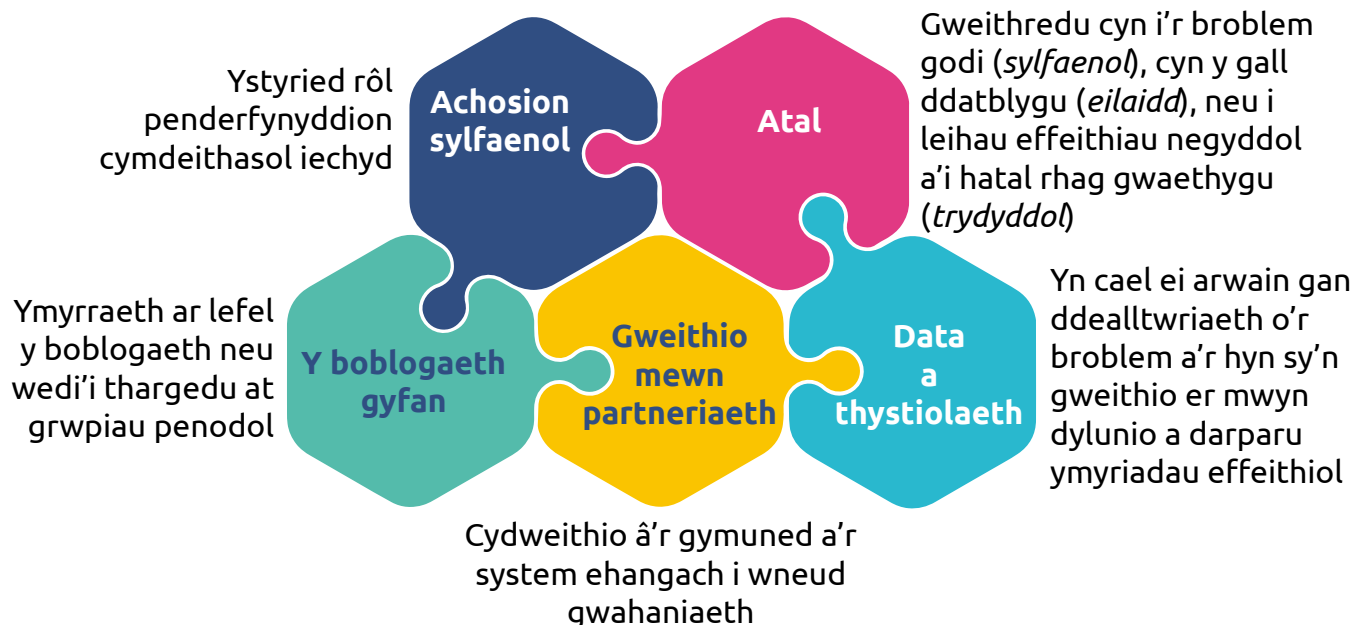 Ystyried rôl
penderfynyddion
cymdeithasol iechyd
Achosion
sylfaenol
Atal
Gweithredu cyn i'r broblem
godi (sylfaenol), cyn y gall
ddatblygu (eilaidd), neu i
leihau effeithiau negyddol
a'i hatal rhag gwaethygu
(trydyddol)
Ymyrraeth ar lefel
y boblogaeth neu
wedi'i thargedu at
grwpiau penodol
Y boblogaeth
gyfan
Gweithio
mewn
partneriaeth
Data
a
thystiolaeth
Yn cael ei arwain gan
ddealltwriaeth o'r
broblem a'r hyn sy'n
gweithio er mwyn
dylunio a darparu
ymyriadau effeithiol
Cydweithio â'r gymuned a'r
system ehangach i wneud
gwahaniaeth